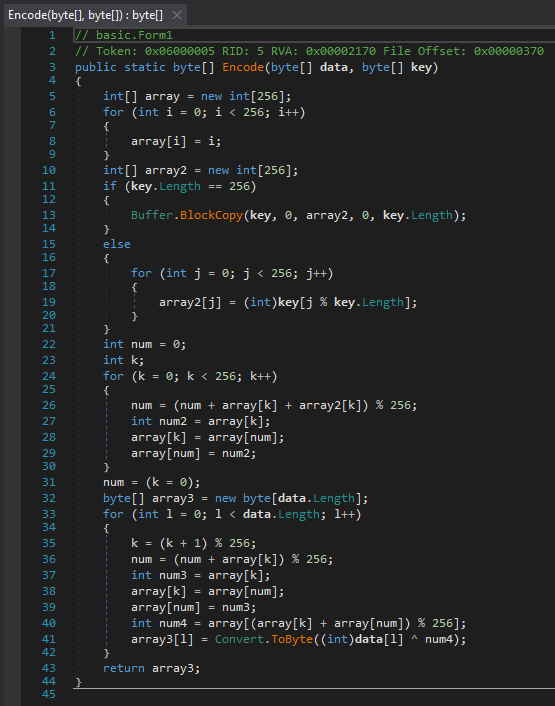 Encode(byte[], byte[]) : byte[] ×
1 // basic.Form1
2 // Token: 0x06000005 RID: 5 RVA: 0x00002170 File Offset: 0x00000370
3 public static byte[] Encode(byte[] data, byte[] key)
4 {
5 int[] array = new int[256];
6 for (int i = 0; i < 256; i++)
7 {
8 array[i] = i;
9 }
10 int[] array2 = new int[256];
11 if (key.Length == 256)
12 {
13 Buffer.BlockCopy(key, 0, array2, 0, key.Length);
14 }
15 else
16 {
17 for (int j = 0; j < 256; j++)
18 {
19 array2[j] = (int)key[j % key.Length];
20 }
21 }
22 int num = 0;
23 int k;
24 for (k = 0; k < 256; k++)
25 {
26 num = (num + array[k] + array2[k]) % 256;
27 int num2 = array[k];
28 array[k] = array[num];
29 array[num] = num2;
30 }
31 num = (k = 0);
32 byte[] array3 = new byte[data.Length];
33 for (int l = 0; l < data.Length; l++)
34 {
35 k = (k + 1) % 256;
36 num = (num + array[k]) % 256;
37 int num3 = array[k];
38 array[k] = array[num];
39 array[num] = num3;
40 int num4 = array[(array[k] + array[num]) % 256];
41 array3[l] = Convert.ToByte((int)data[l] ^ num4);
42 }
43 return array3;
44 }
45